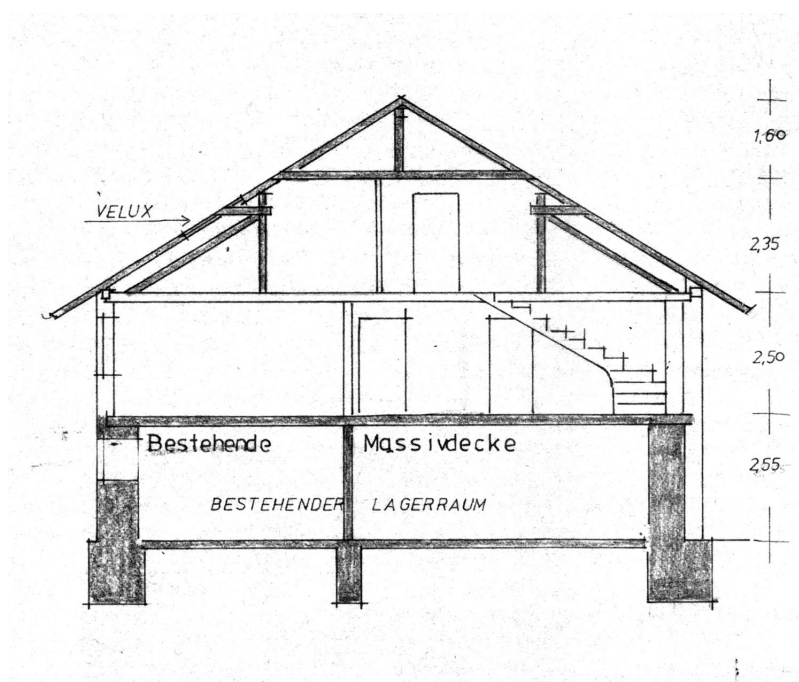 1,60
VELUX
2,35
2,50
Bestehende Massivdecke
2,55
BESTEHENDER LAGERRAUM